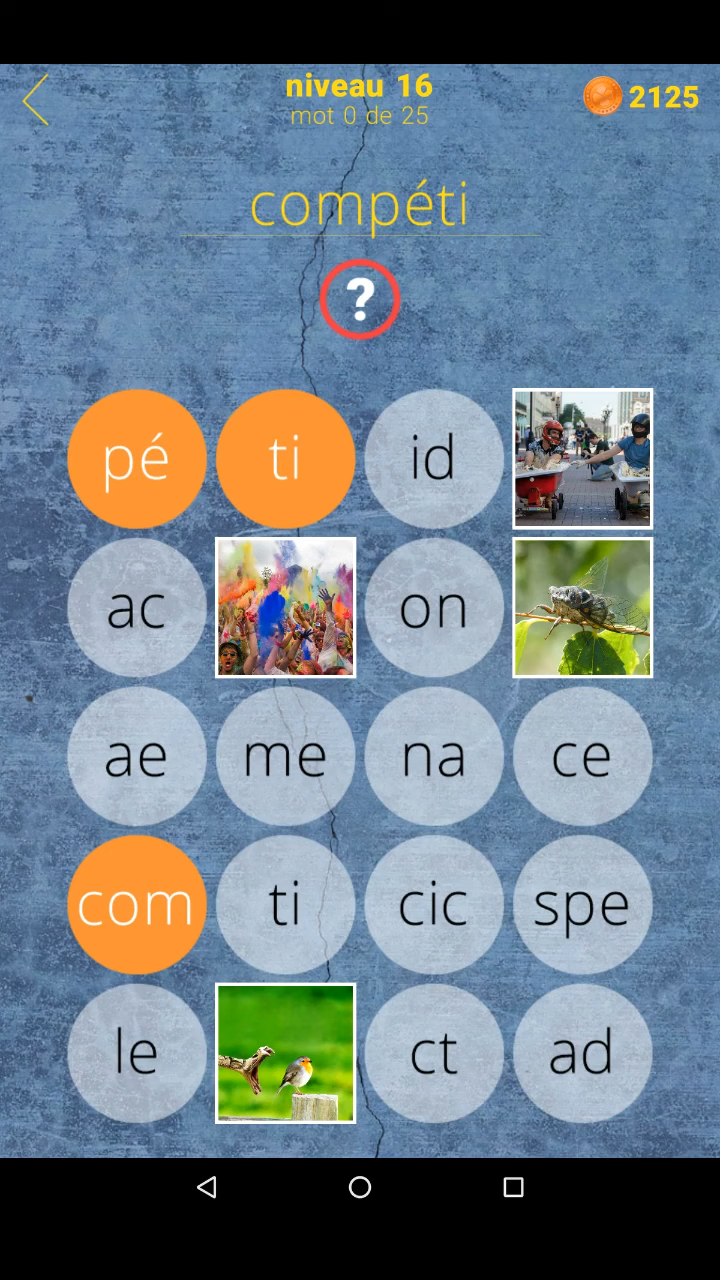 niveau 16
mot 0 de 25
2125
compéti
?
pé ti id
ac on
ae me na ce
com ti cic spe
le ct ad